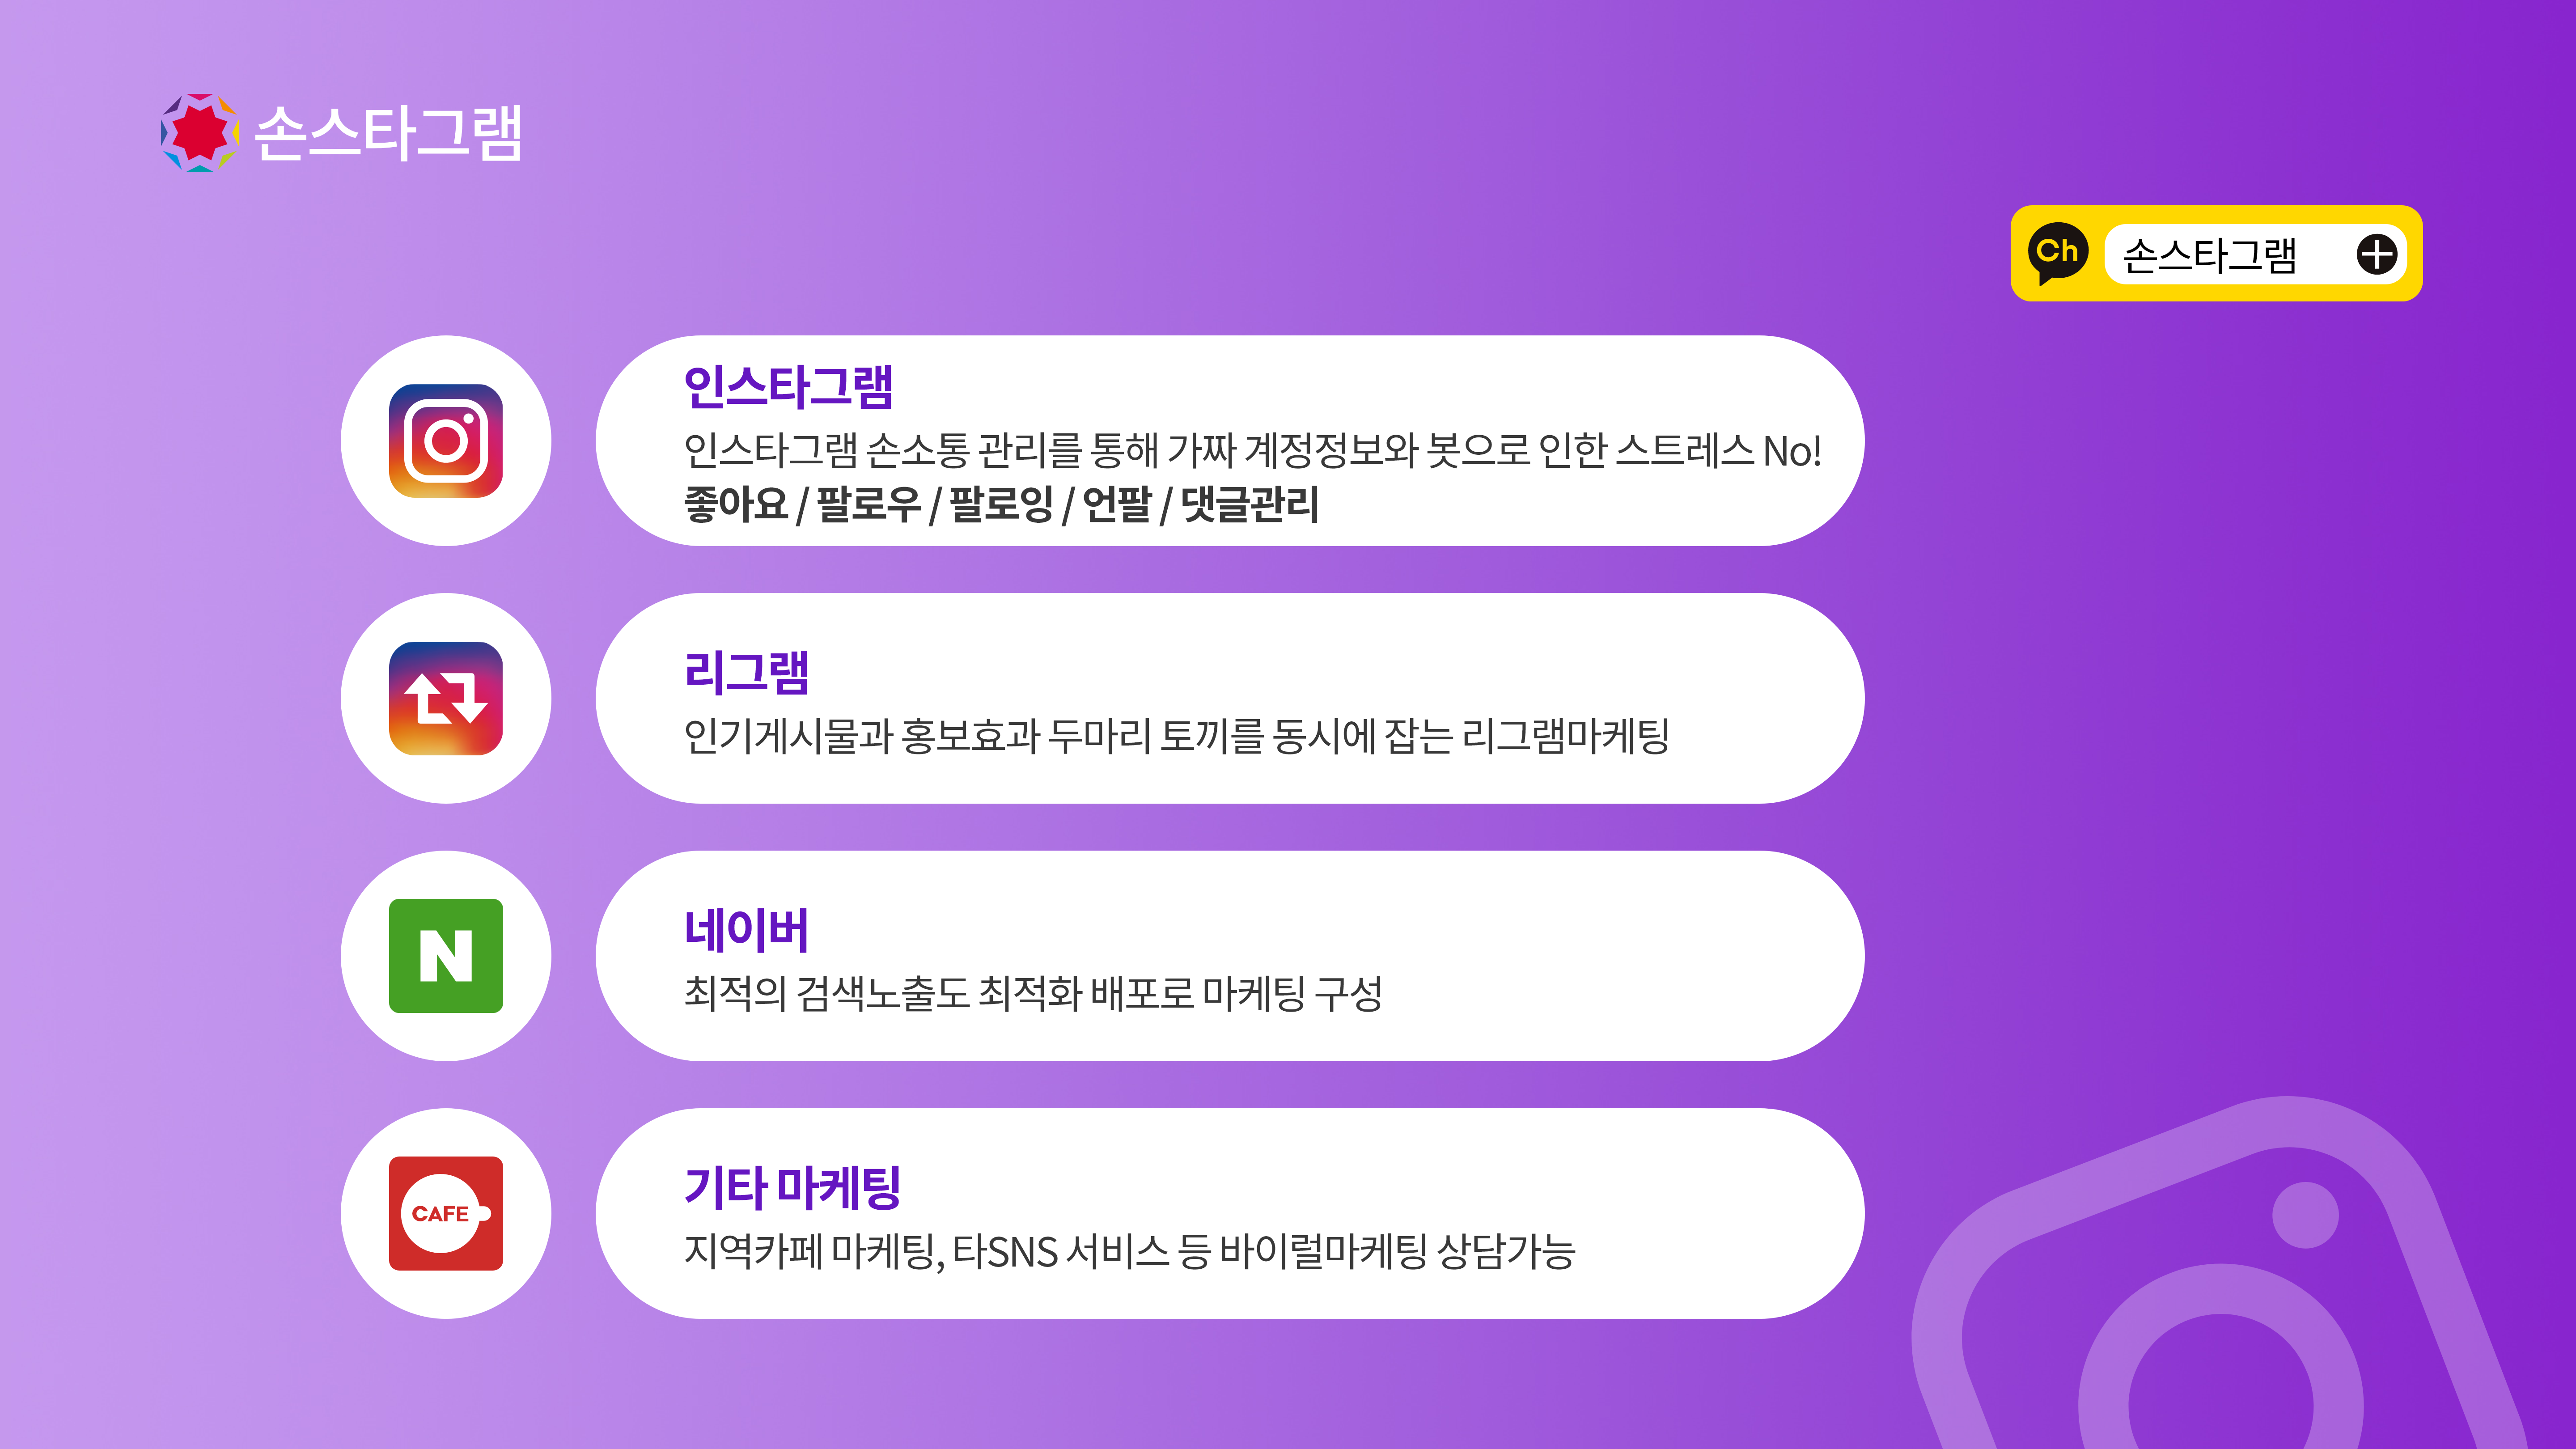 손스타그램
Ch 손스타그램
인스타그램
인스타그램 손소통 관리를 통해 가짜 계정정보와 봇으로 인한 스트레스 No!
좋아요 / 팔로우 / 팔로잉 / 언팔 / 댓글관리
리그램
인기게시물과 홍보효과 두마리 토끼를 동시에 잡는 리그램마케팅
N
네이버
최적의 검색노출도 최적화 배포로 마케팅 구성
CAFE
기타 마케팅
지역카페 마케팅, 타SNS 서비스 등 바이럴마케팅 상담가능